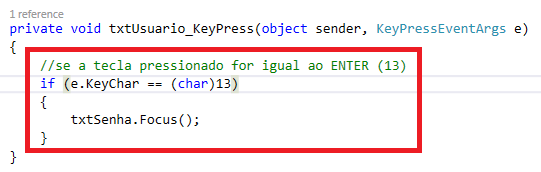 1 reference
private void txtUsuario_KeyPress(object sender, KeyPressEventArgs e)
{
//se a tecla pressionado for igual ao ENTER (13)
if (e.KeyChar == (char)13)
{
txtSenha.Focus();
}
}